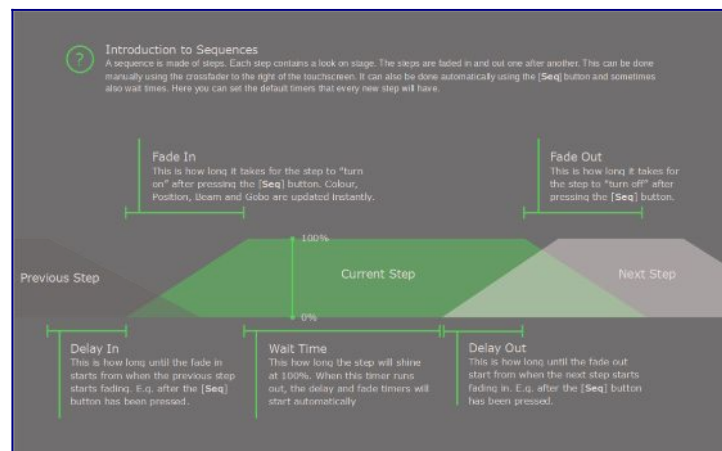 ?
Introduction to Sequences
A sequence is made of steps. Each step contains a look on stage. The steps are faded in and out one after another. This can be done
manually using the crossfader to the right of the touchscreen. It can also be done automatically using the [Seq] button and sometimes
also wait times. Here you can set the default timers that every new step will have.
Fade In
This is how long it takes for the step to “turn
on” after pressing the [Seq] button. Colour,
Position, Beam and Gobo are updated instantly.
Fade Out
This is how long it takes for
the step to “turn off” after
pressing the [Seq] button.
100%
Previous Step
Current Step
Next Step
0%
Delay In
This is how long until the fade in
starts from when the previous step
starts fading. E.g. after the [Seq]
button has been pressed.
Wait Time
This how long the step will shine
at 100%. When this timer runs
out, the delay and fade timers will
start automatically
Delay Out
This is how long until the fade out
start from when the next step starts
fading in. E.g. after the [Seq] button
has been pressed.